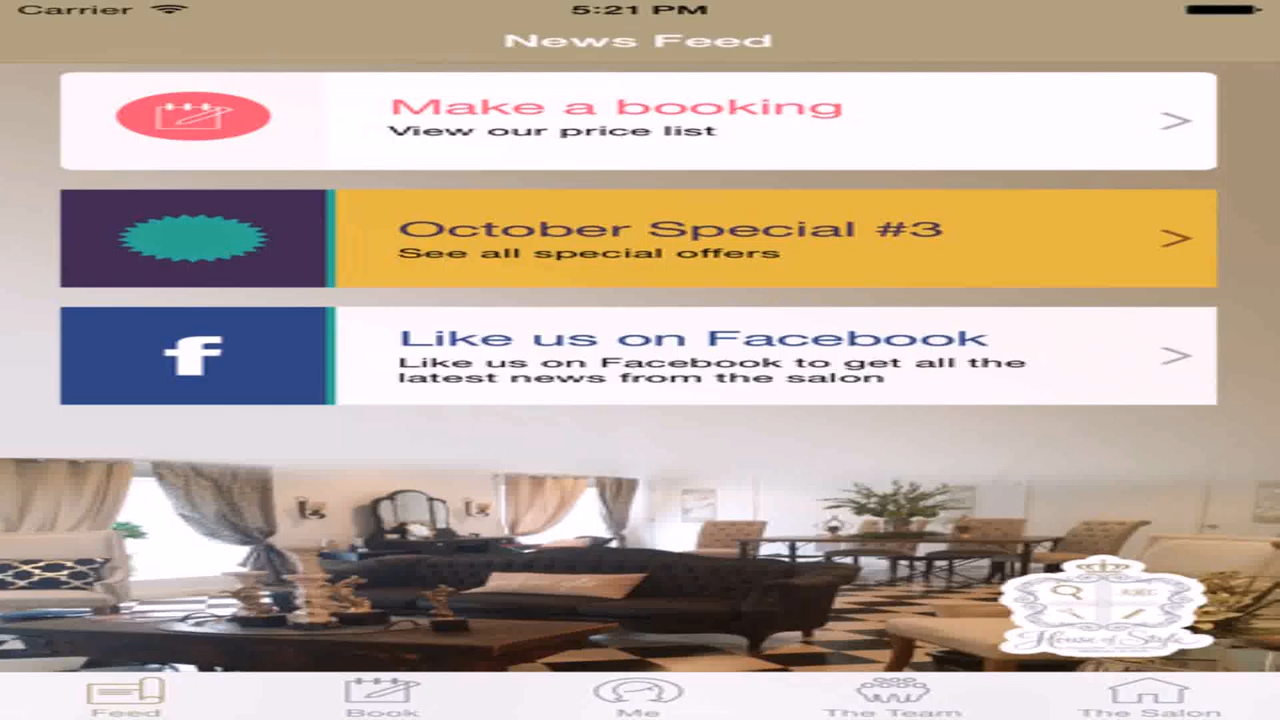 Carrier
5:21 PM
News Feed
Make a booking
View our price list
October Special #3
See all special offers
f
Like us on Facebook
Like us on Facebook to get all the
latest news from the salon
House of Style
Feed
Book
Me
The Team
The Salon